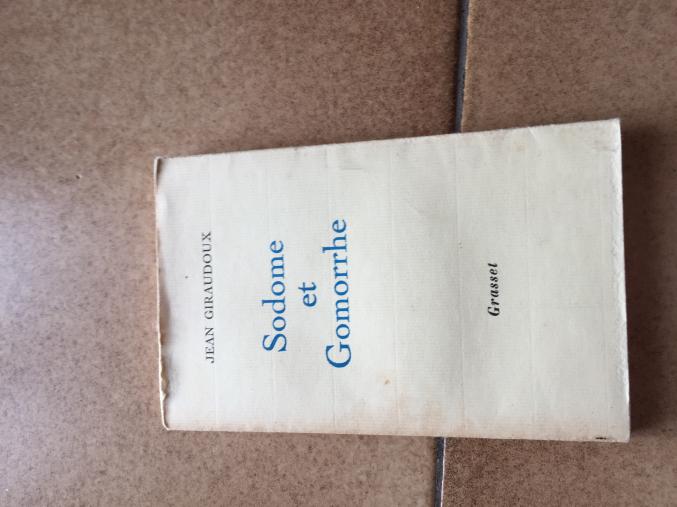 JEAN GIRAUDOUX
Sodome
et
Gomorrhe
Grasset